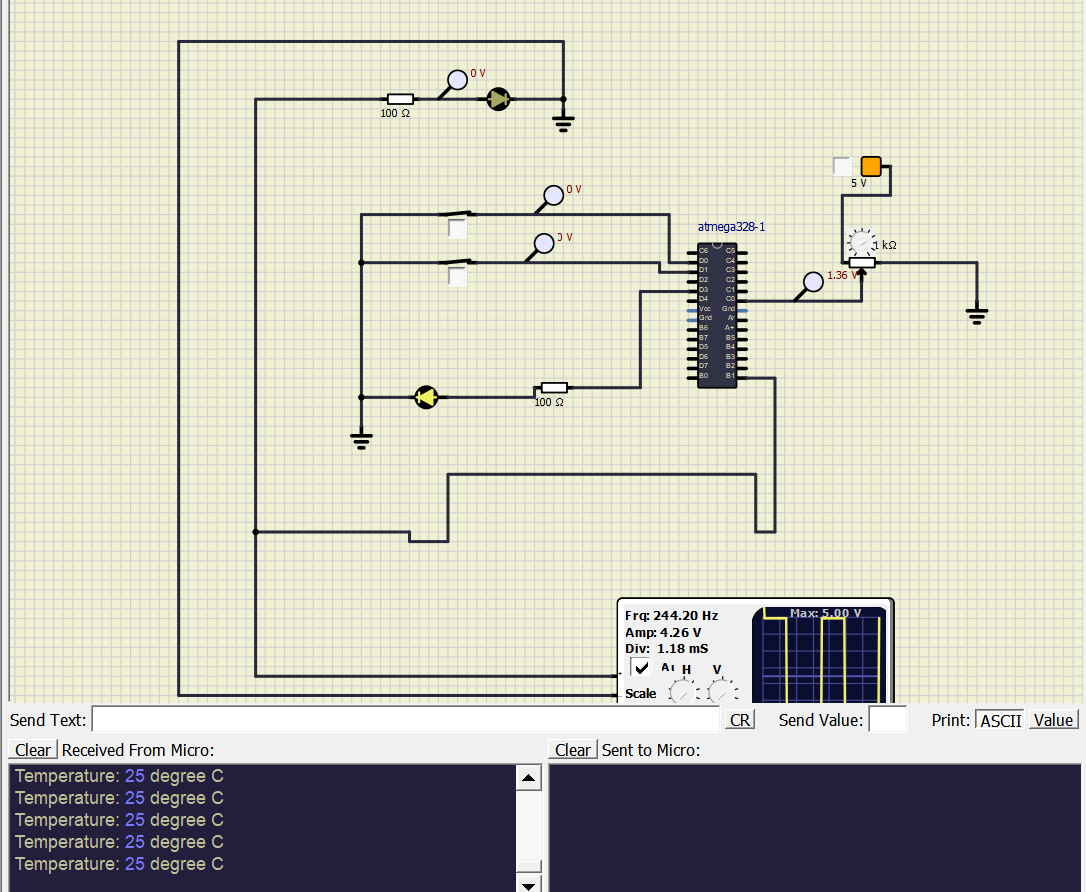 0 V
100 Ω
0 V
5 V
0 V
atmega328-1
1 kΩ
1.36 V
C6 C5
D0 C4
D1 C3
D2 C2
D3 C1
D4 C0
Vcc Gnd
Gnd Ar
B6 A+
B7 B5
D5 B4
D6 B3
D7 B2
B0 B1
100 Ω
Frq: 244.20 Hz
Amp: 4.26 V
Div: 1.18 mS
Max: 5.00 V
H V
Scale
Send Text: CR Send Value: Print: ASCII Value
Clear Received From Micro: Clear Sent to Micro:
Temperature: 25 degree C
Temperature: 25 degree C
Temperature: 25 degree C
Temperature: 25 degree C
Temperature: 25 degree C